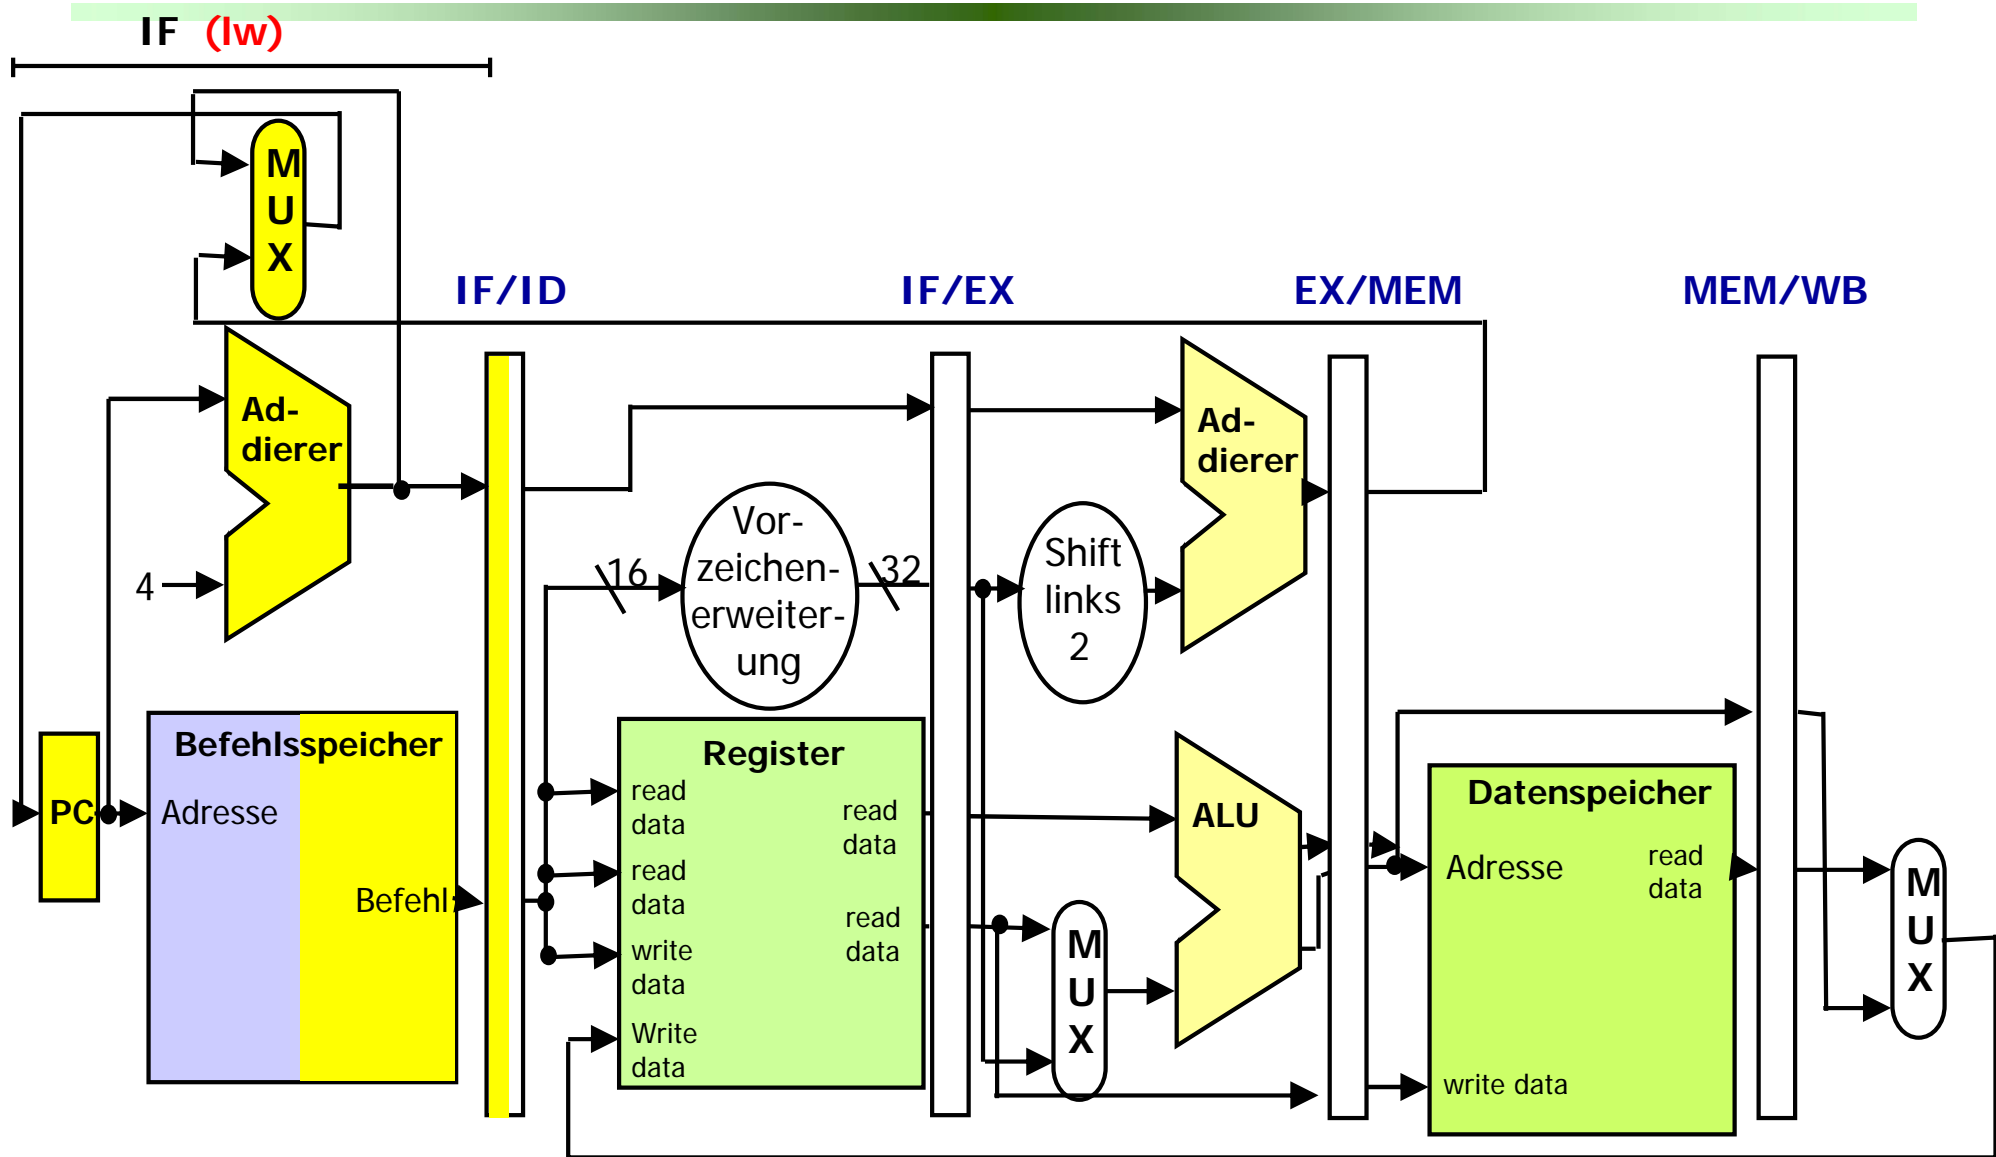 IF (lw)
M
U
X
IF/ID
IF/EX
EX/MEM
MEM/WB
Ad-
dierer
4
16
Vor-
zeichen-
erweiter-
ung
32
Shift
links
2
Ad-
dierer
PC
Befehlsspeicher
Adresse
Befehl
Register
read
data
read
data
write
data
Write
data
read
data
read
data
M
U
X
ALU
Datenspeicher
Adresse
read
data
write data
M
U
X